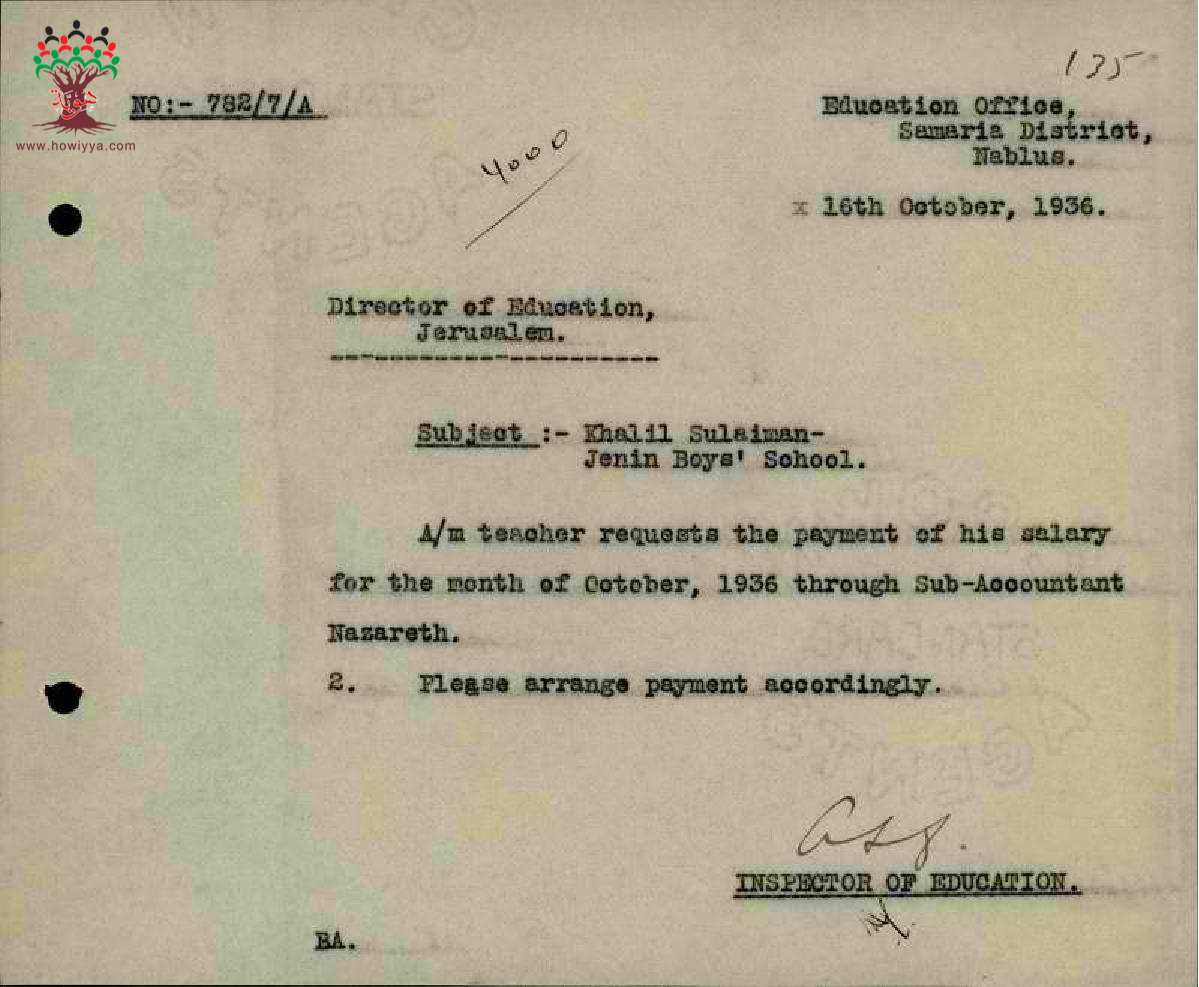 135
NO:- 782/7/A
www.howiyya.com
Education Office,
Samaria District,
Nablus.
4000
x 16th October, 1936.
Director of Education,
Jerusalem.
-----------------------
Subject :- Khalil Sulaiman-
Jenin Boys' School.
A/m teacher requests the payment of his salary
for the month of October, 1936 through Sub-Accountant
Nazareth.
2. Please arrange payment accordingly.
INSPECTOR OF EDUCATION.
BA.